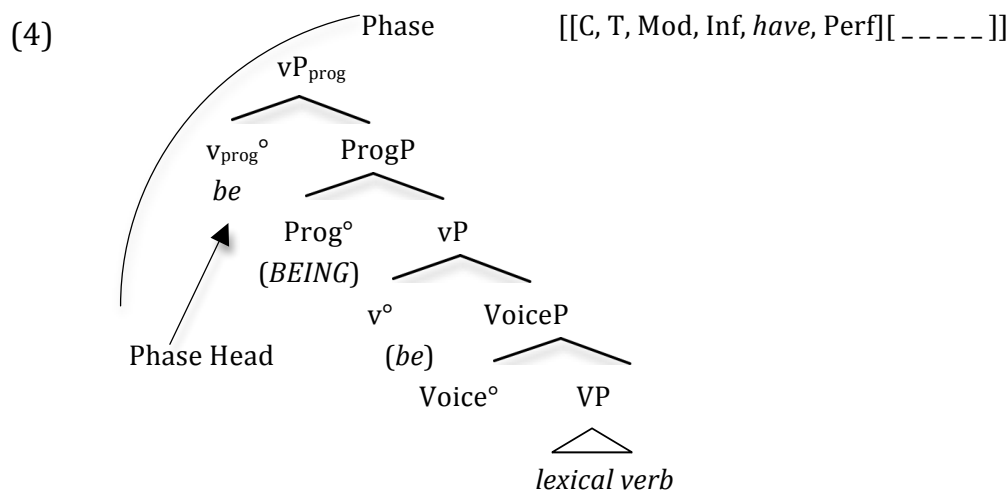 (4) Phase [[C, T, Mod, Inf, have, Perf][ _ _ _ _ _ ]]
vPprog
vprog° ProgP
be
Prog° vP
(BEING)
v° VoiceP
Phase Head (be)
Voice° VP
lexical verb